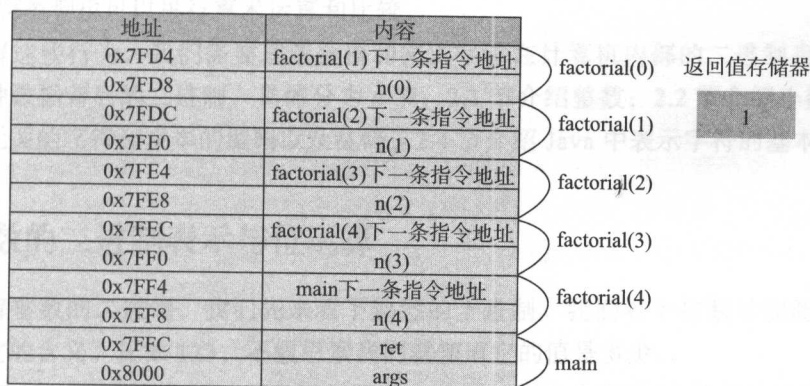 地址 内容
0x7FD4 factorial(1)下一条指令地址
0x7FD8 n(0)
0x7FDC factorial(2)下一条指令地址
0x7FE0 n(1)
0x7FE4 factorial(3)下一条指令地址
0x7FE8 n(2)
0x7FEC factorial(4)下一条指令地址
0x7FF0 n(3)
0x7FF4 main下一条指令地址
0x7FF8 n(4)
0x7FFC ret
0x8000 args
factorial(0)
factorial(1)
factorial(2)
factorial(3)
factorial(4)
main
返回值存储器
1